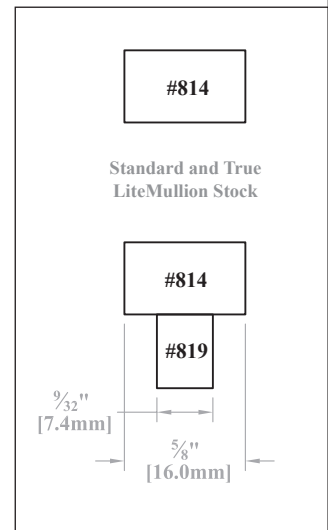 #814
Standard and True
LiteMullion Stock
#814
#819
9/32"
[7.4mm]
5/8"
[16.0mm]